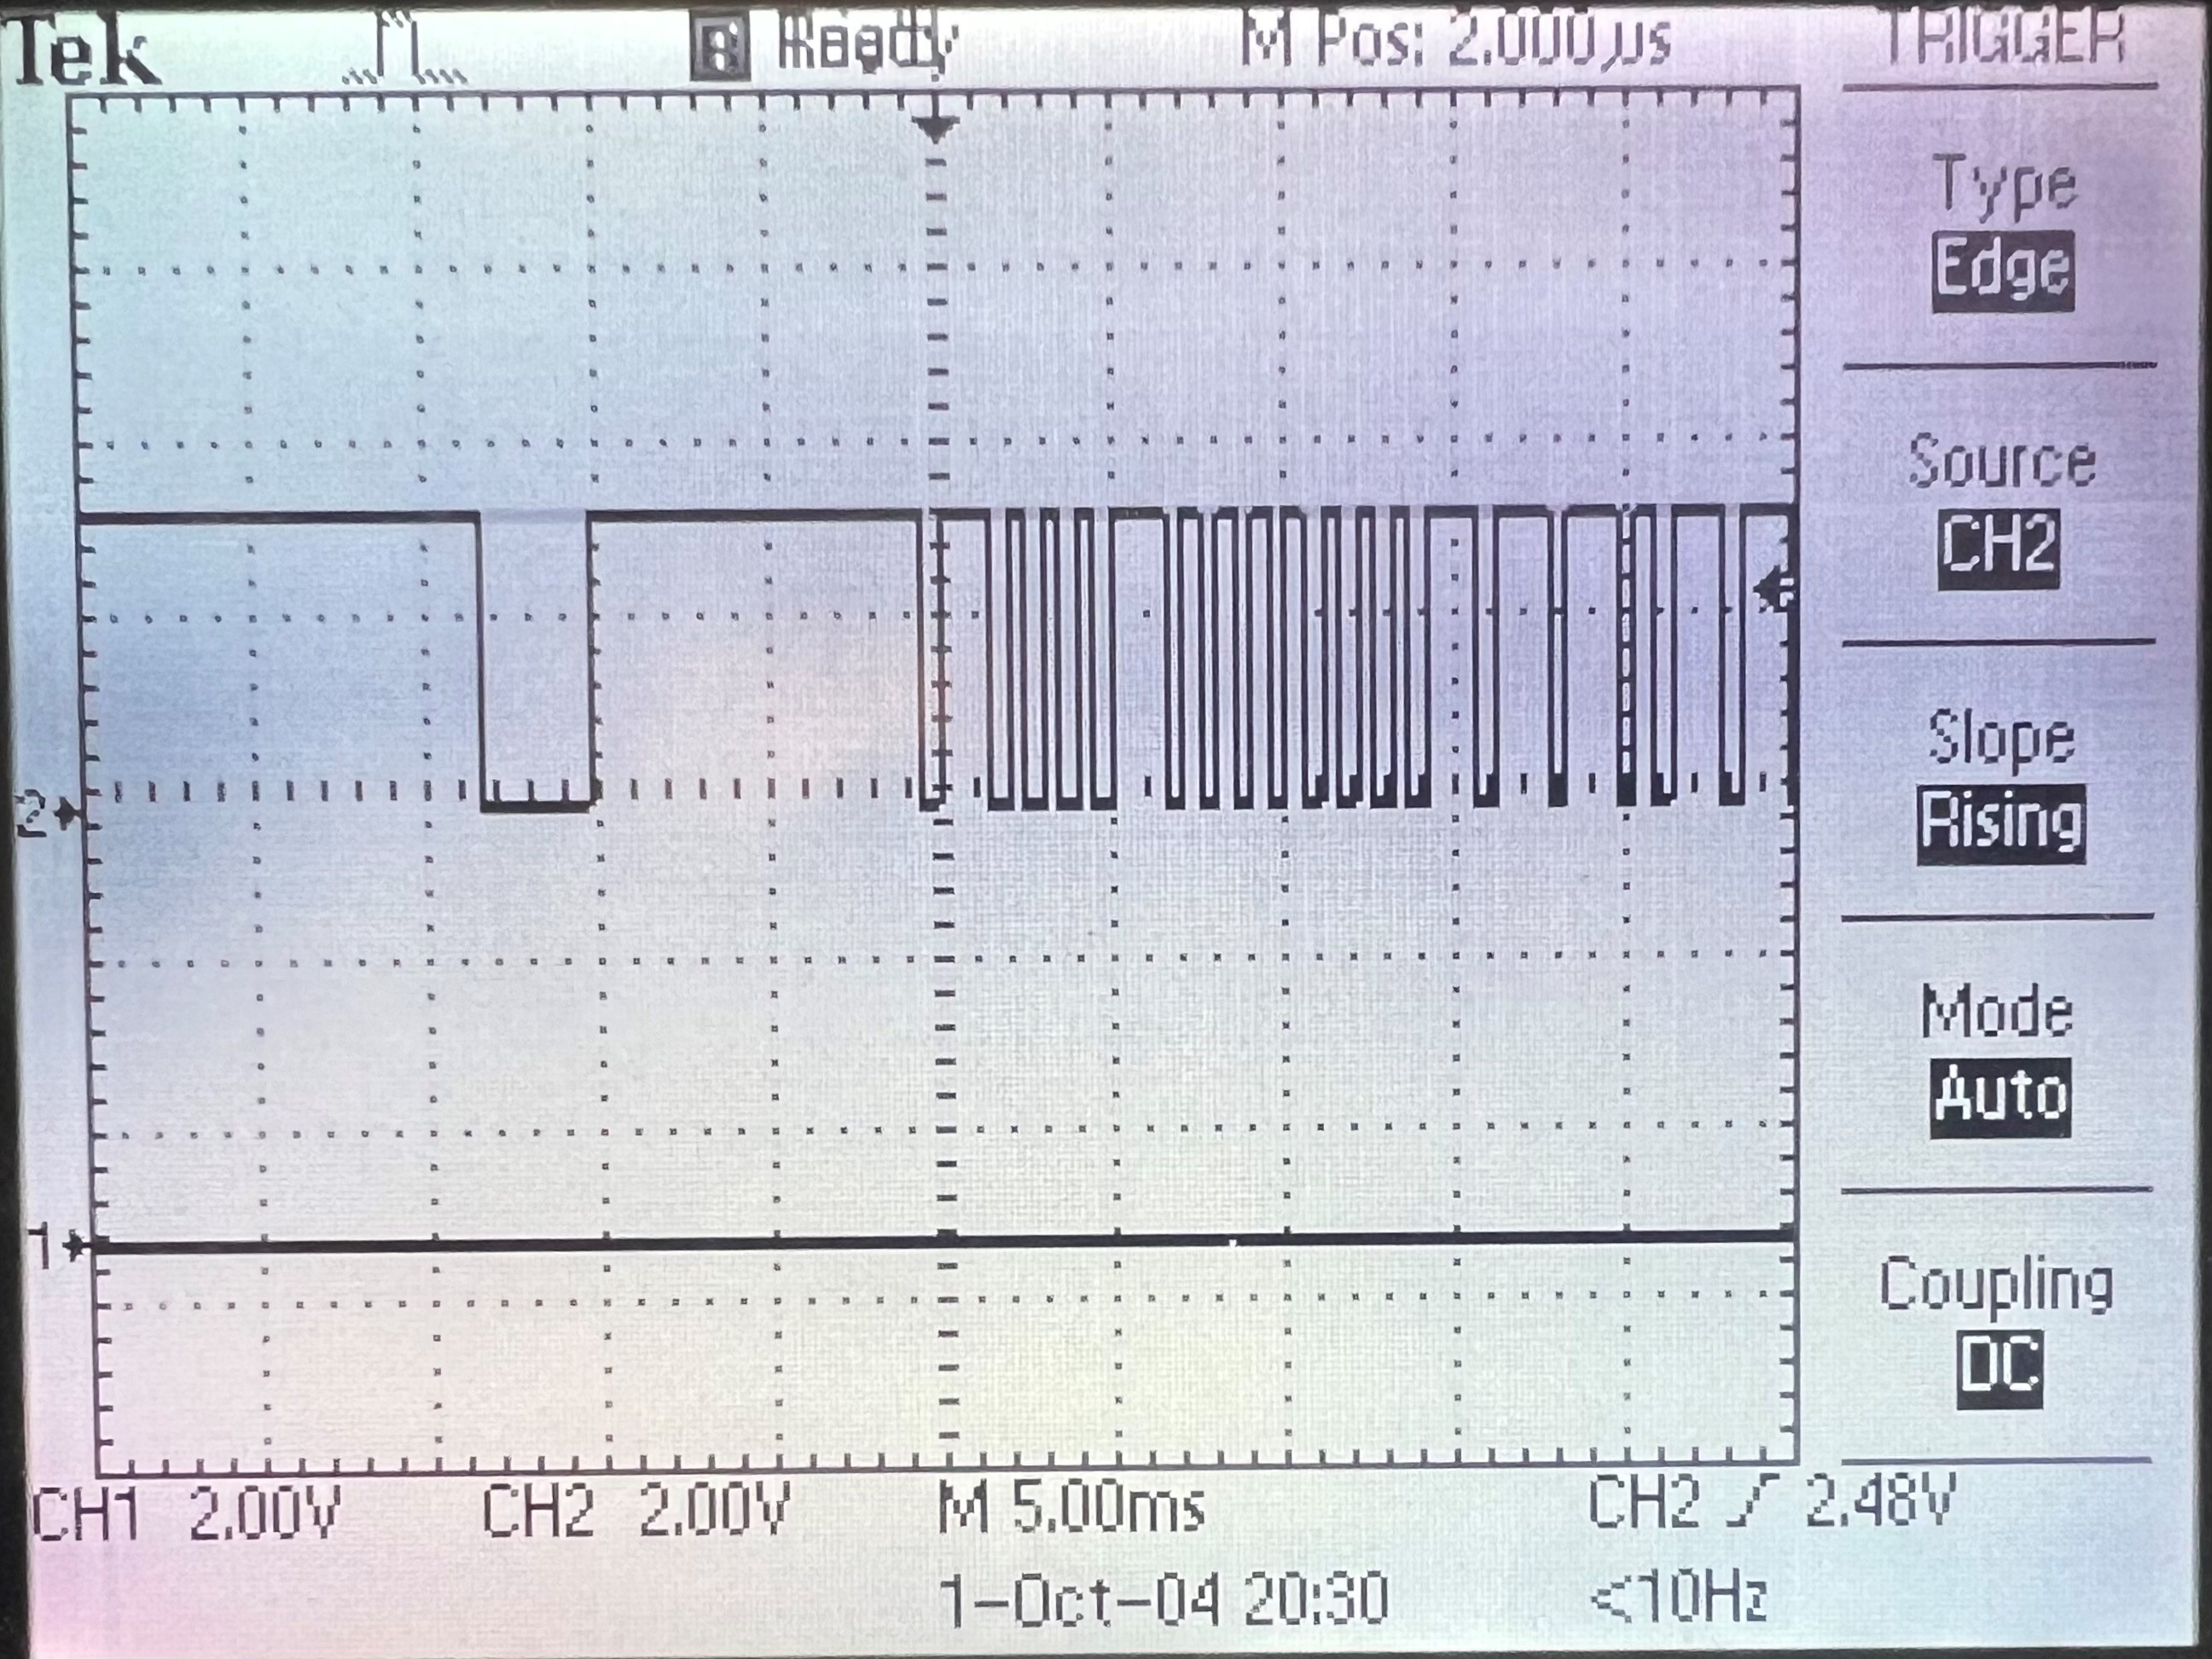 Tek M Pos: 2.000µs TRIGGER
Type
Edge
Source
CH2
Slope
Rising
Mode
Auto
Coupling
DC
2
1
CH1 2.00V CH2 2.00V M 5.00ms CH2 2.48V
1-Oct-04 20:30 <10Hz